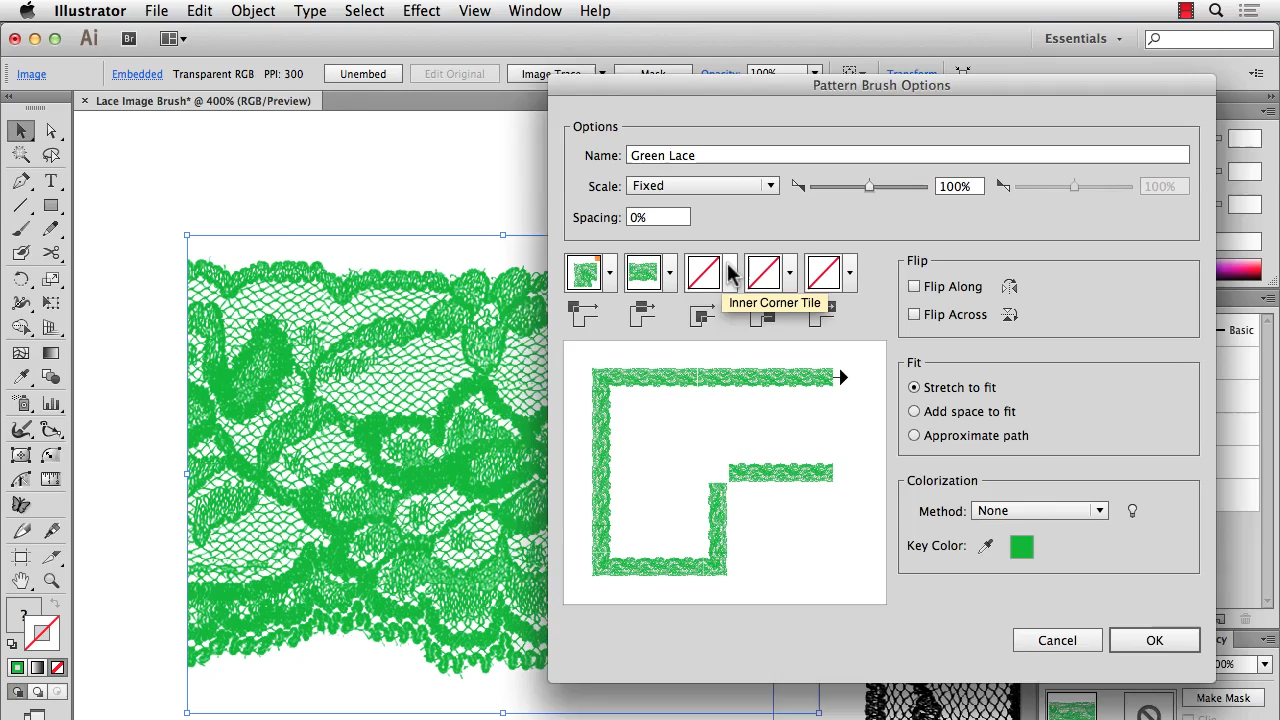 Illustrator File Edit Object Type Select Effect View Window Help
Ai Br Essentials
Image Embedded Transparent RGB PPI: 300 Unembed Edit Original Image Trace Mask Opacity: 100% Transform
× Lace Image Brush* @ 400% (RGB/Preview)
Pattern Brush Options
Options
Name: Green Lace
Scale: Fixed 100% 100%
Spacing: 0%
Inner Corner Tile
Flip
Flip Along
Flip Across
Fit
Stretch to fit
Add space to fit
Approximate path
Colorization
Method: None
Key Color:
Cancel OK
Basic
?
Make Mask
Clip